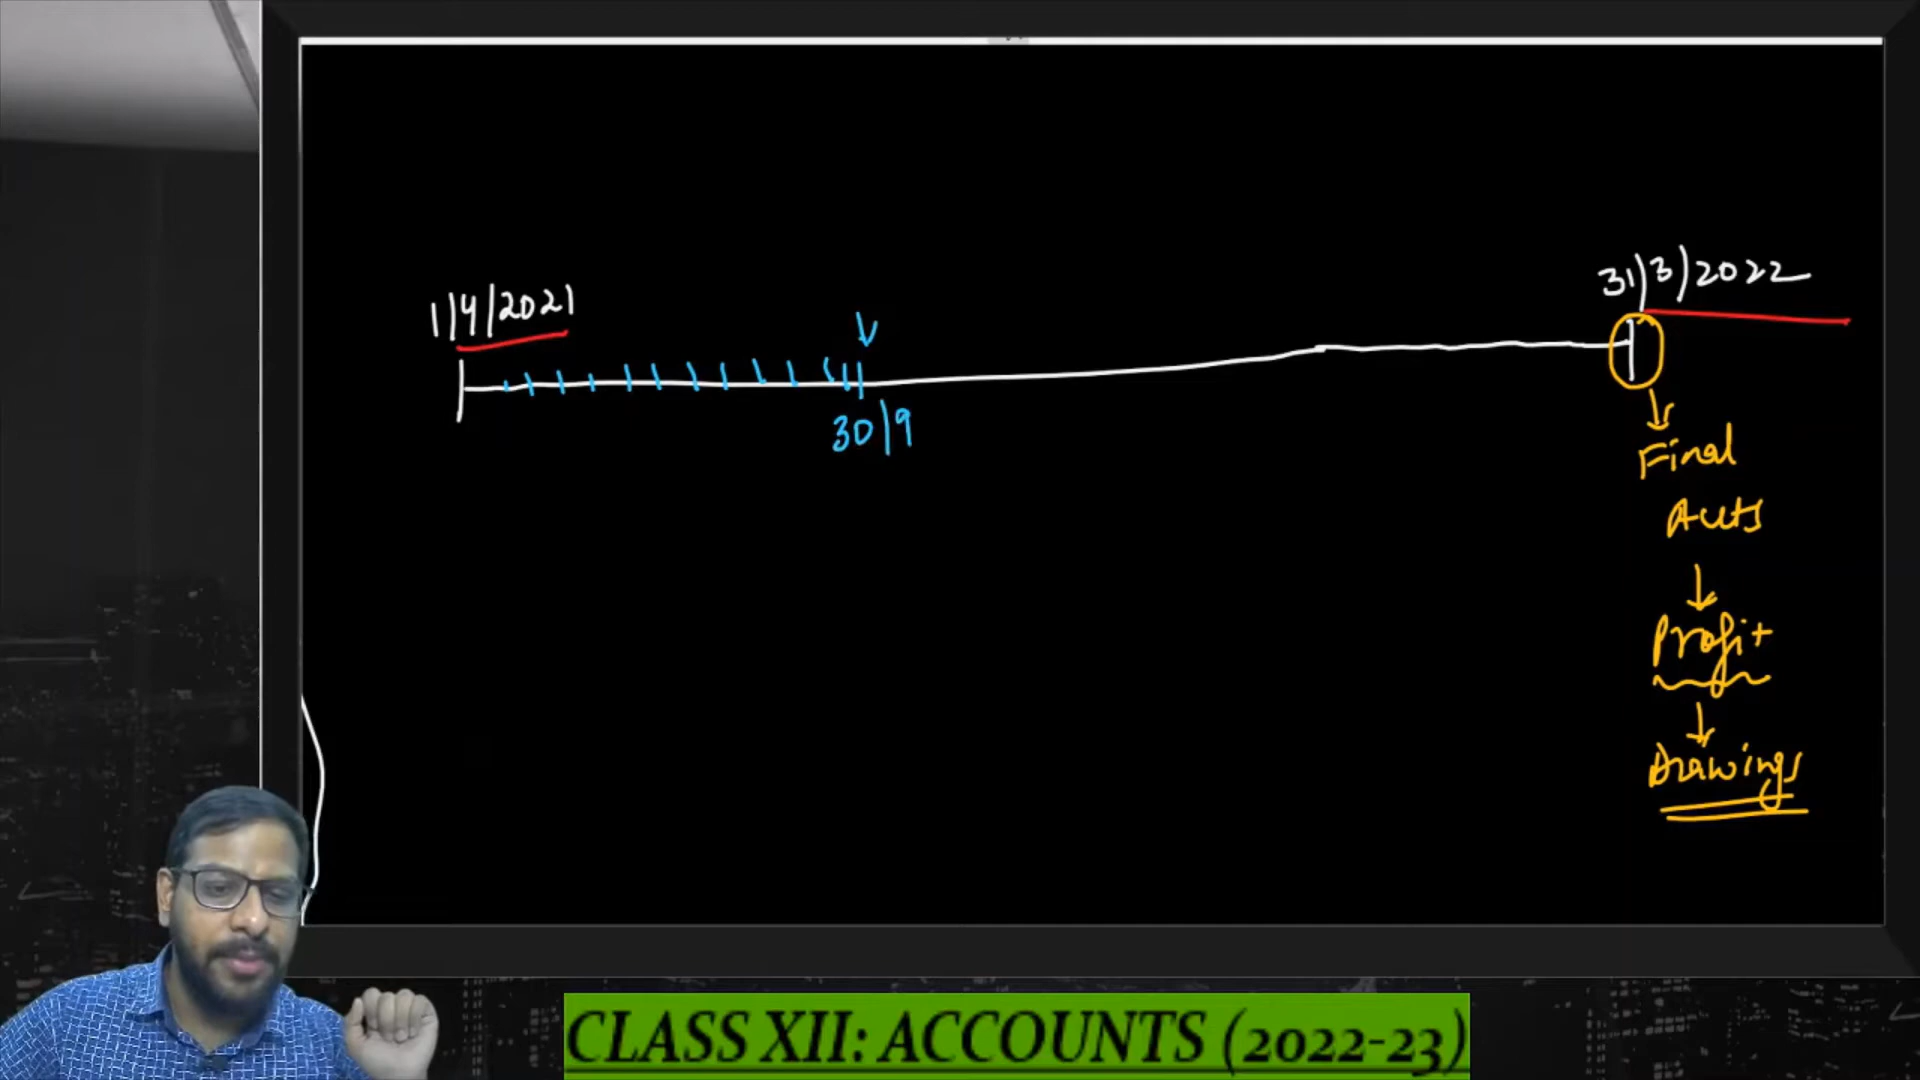 1/4/2021
31/3/2022
30/9
Final
Accts
Profit
Drawings
CLASS XII: ACCOUNTS (2022-23)